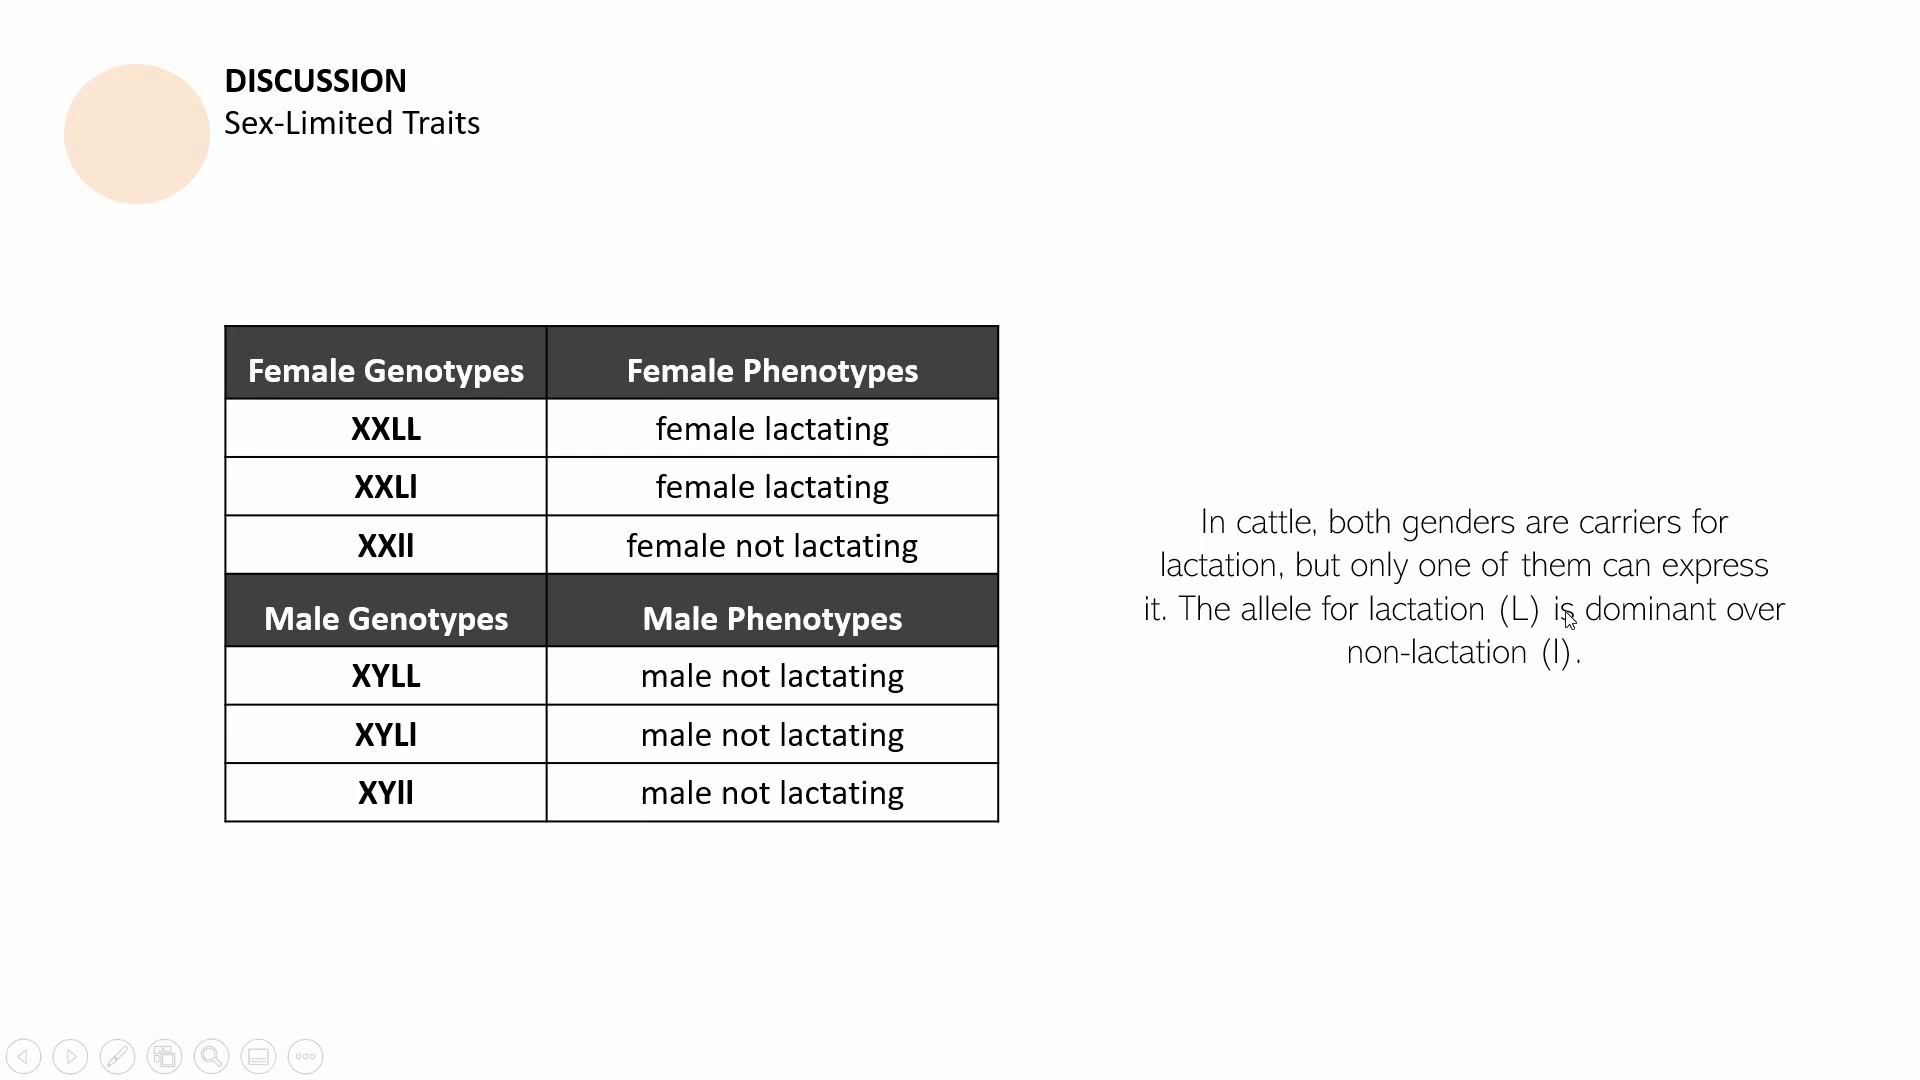 DISCUSSION
Sex-Limited Traits
Female Genotypes Female Phenotypes
XXLL female lactating
XXLl female lactating
XXll female not lactating
Male Genotypes Male Phenotypes
XYLL male not lactating
XYLl male not lactating
XYll male not lactating
In cattle, both genders are carriers for
lactation, but only one of them can express
it. The allele for lactation (L) is dominant over
non-lactation (l).